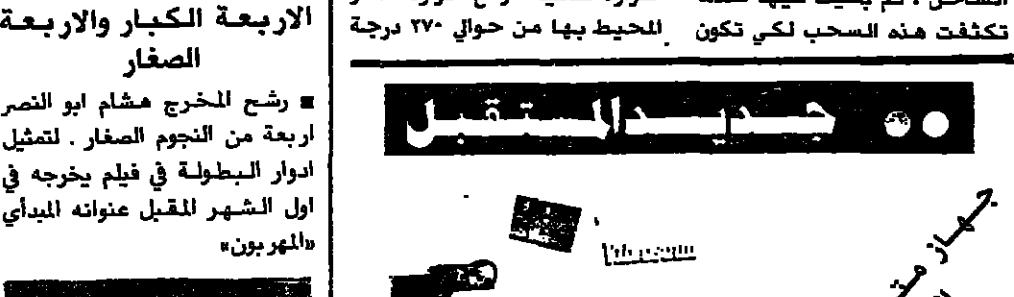 تكثفت هذه السحب لكي تكون
المحيط بها من حوالي ٢٧٠ درجة
جديد المستقبل
جهاز
الاربعة الكبار والاربعة
الصغار
■ رشح المخرج هشام ابو النصر
اربعة من النجوم الصغار . لتمثيل
ادوار البطولة في فيلم يخرجه في
اول الشهر المقبل عنوانه المبدأي
«المهربون»